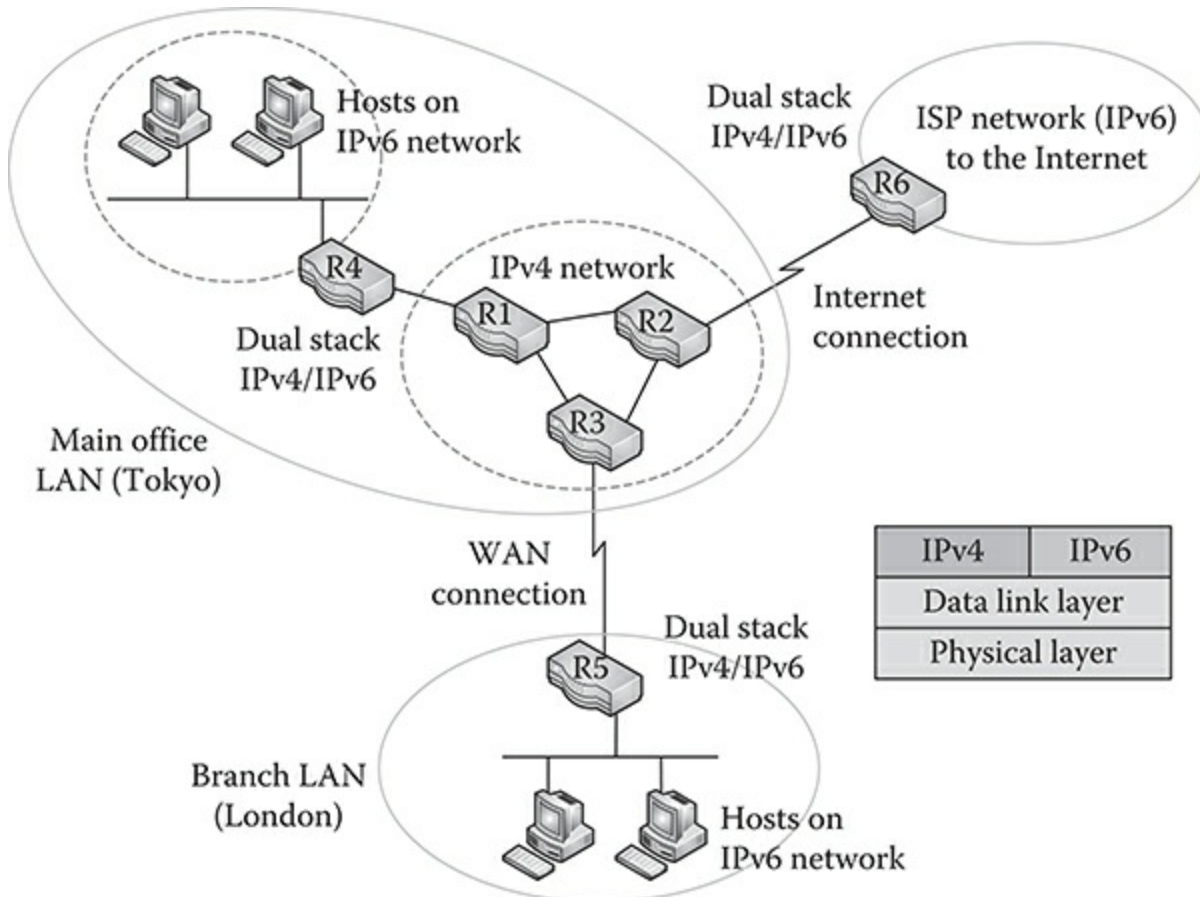 Hosts on
IPv6 network
Dual stack
IPv4/IPv6
ISP network (IPv6)
to the Internet
R6
R4
IPv4 network
R1
R2
Internet
connection
Dual stack
IPv4/IPv6
R3
Main office
LAN (Tokyo)
WAN
connection
IPv4 IPv6
Data link layer
Physical layer
Dual stack
IPv4/IPv6
R5
Branch LAN
(London)
Hosts on
IPv6 network